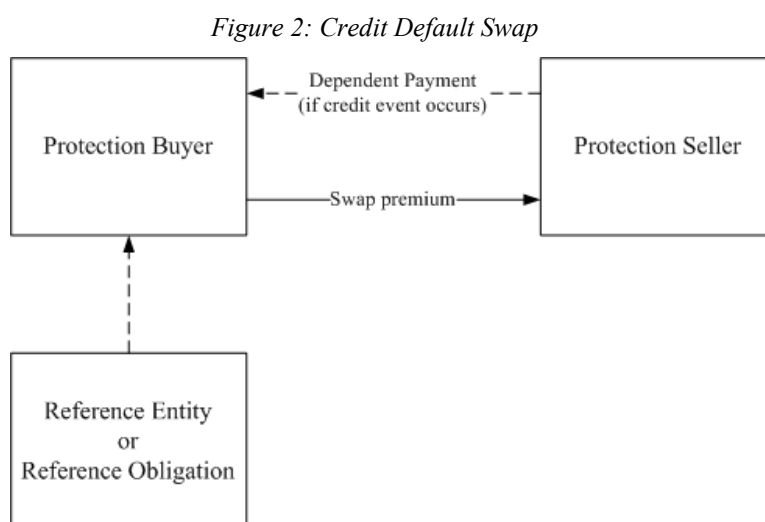 Figure 2: Credit Default Swap
Dependent Payment
(if credit event occurs)
Protection Buyer
Protection Seller
Swap premium
Reference Entity
or
Reference Obligation